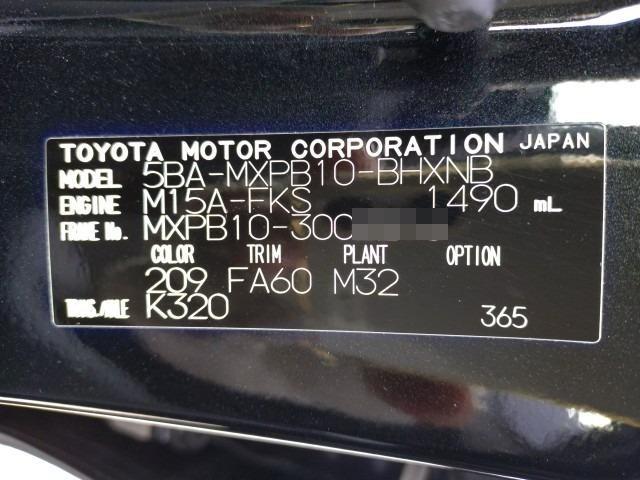 TOYOTA MOTOR CORPORATION JAPAN
MODEL 5BA-MXPB10-BHXNB
ENGINE M15A-FKS 1490 mL
FRAME No. MXPB10-300
COLOR TRIM PLANT OPTION
209 FA60 M32
TRANS./AXLE K320
365